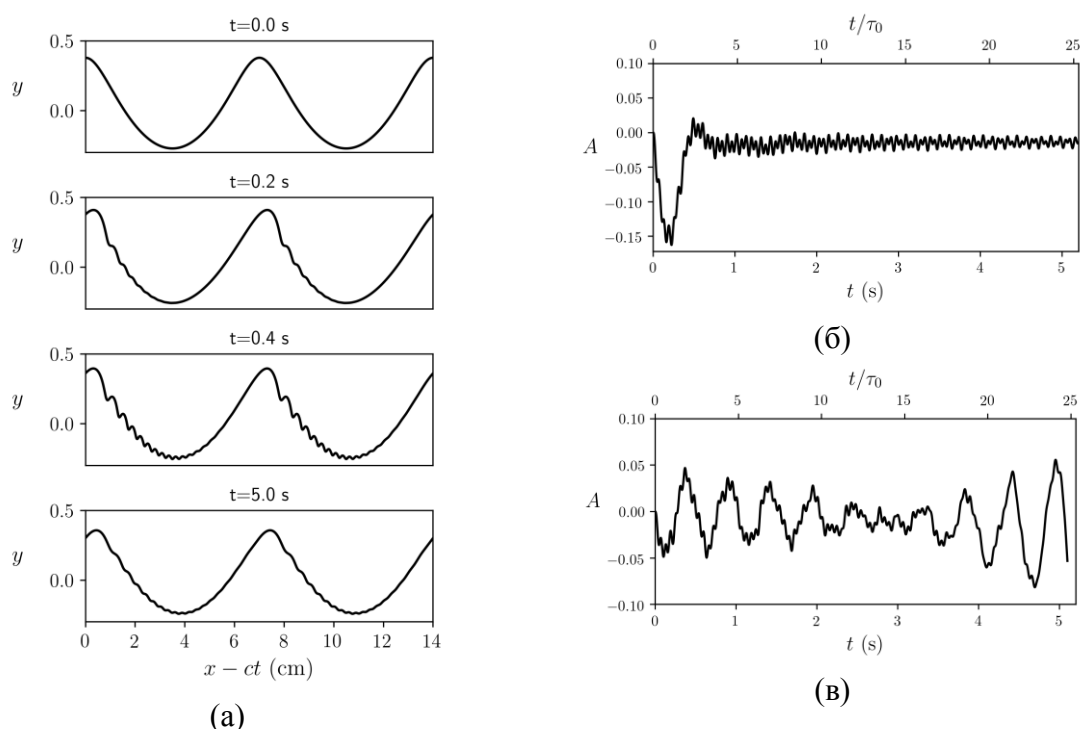 t=0.0 s
0.5
y
0.0
t=0.2 s
0.5
y
0.0
t=0.4 s
0.5
y
0.0
t=5.0 s
0.5
y
0.0
0 2 4 6 8 10 12 14
x − ct (cm)
(а)
t/τ₀
0 5 10 15 20 25
0.10
0.05
0.00
A
−0.05
−0.10
−0.15
0 1 2 3 4 5
t (s)
(б)
t/τ₀
0 5 10 15 20 25
0.10
0.05
A
0.00
−0.05
−0.10
0 1 2 3 4 5
t (s)
(в)